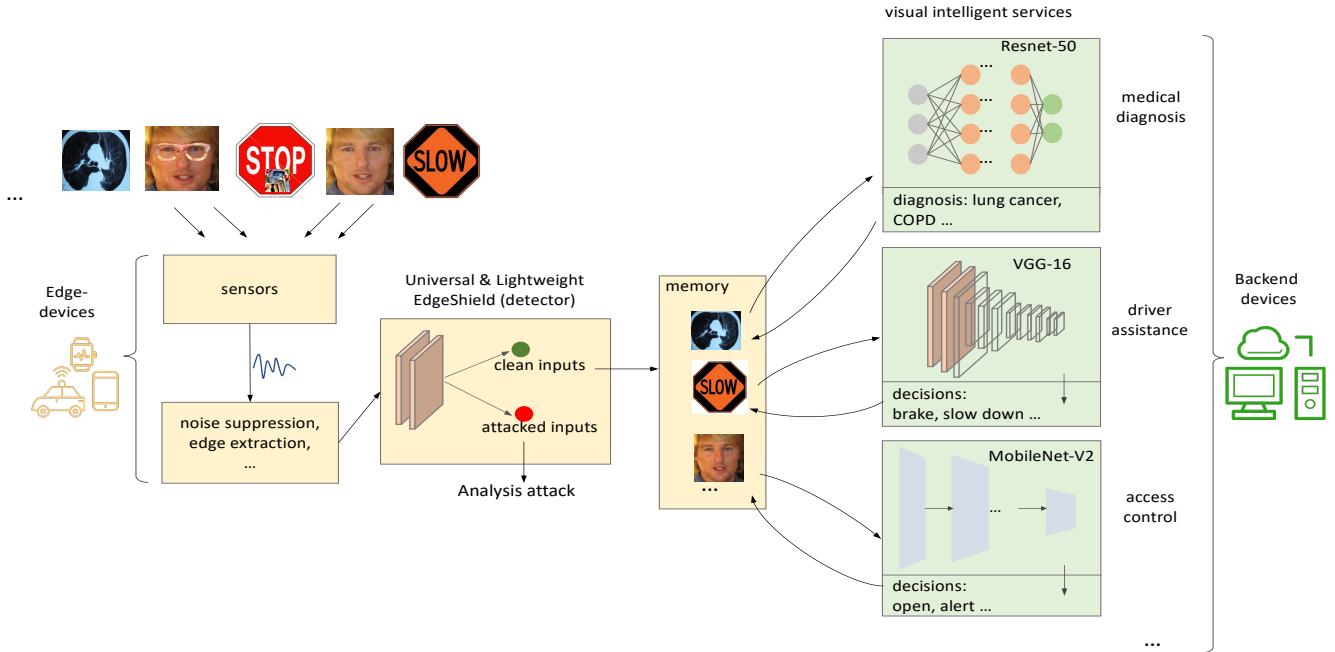 visual intelligent services
Resnet-50
...
...
...
...
medical
diagnosis
diagnosis: lung cancer,
COPD ...
STOP
SLOW
...
Edge-
devices
sensors
noise suppression,
edge extraction,
...
Universal & Lightweight
EdgeShield (detector)
clean inputs
attacked inputs
Analysis attack
memory
SLOW
...
VGG-16
driver
assistance
decisions:
brake, slow down ...
MobileNet-V2
...
access
control
decisions:
open, alert ...
...
Backend
devices